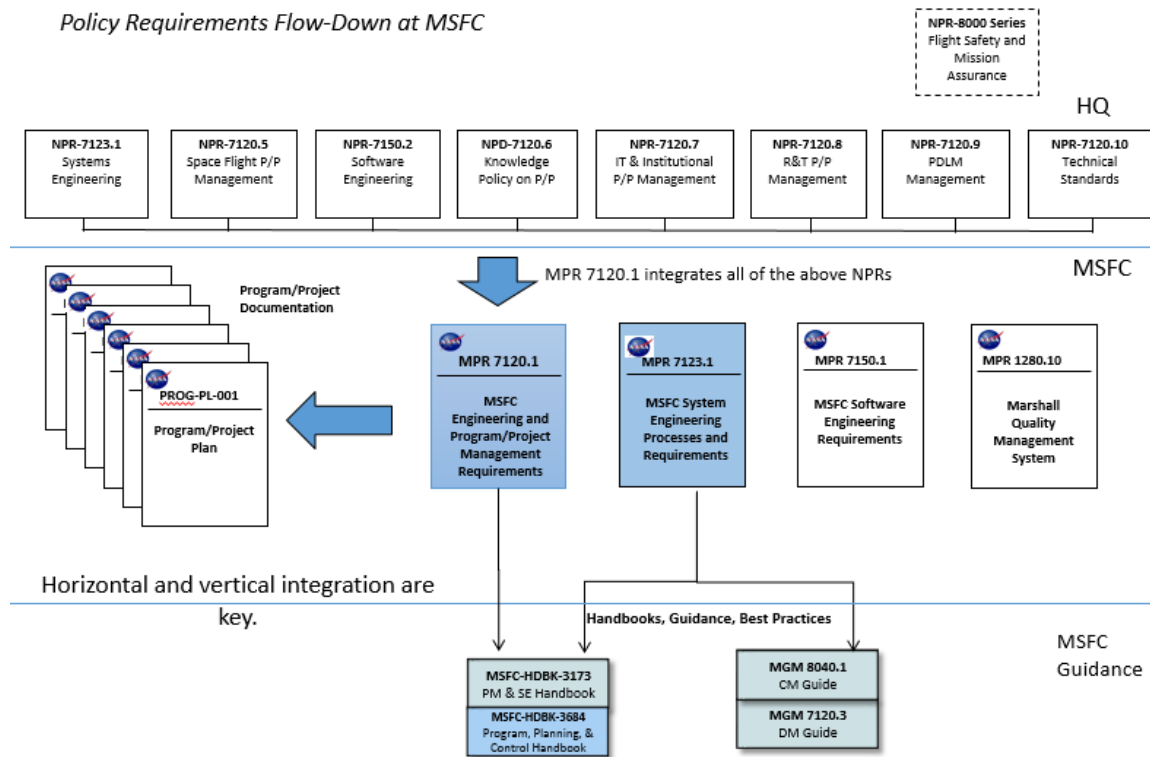 Policy Requirements Flow-Down at MSFC
NPR-8000 Series
Flight Safety and
Mission
Assurance
HQ
NPR-7123.1
Systems
Engineering
NPR-7120.5
Space Flight P/P
Management
NPR-7150.2
Software
Engineering
NPD-7120.6
Knowledge
Policy on P/P
NPR-7120.7
IT & Institutional
P/P Management
NPR-7120.8
R&T P/P
Management
NPR-7120.9
PDLM
Management
NPR-7120.10
Technical
Standards
MSFC
MPR 7120.1 integrates all of the above NPRs
Program/Project
Documentation
PROG-PL-001
Program/Project
Plan
MPR 7120.1
MSFC
Engineering and
Program/Project
Management
Requirements
MPR 7123.1
MSFC System
Engineering
Processes and
Requirements
MPR 7150.1
MSFC Software
Engineering
Requirements
MPR 1280.10
Marshall
Quality
Management
System
Horizontal and vertical integration are
key.
Handbooks, Guidance, Best Practices
MSFC
Guidance
MSFC-HDBK-3173
PM & SE Handbook
MSFC-HDBK-3684
Program, Planning, &
Control Handbook
MGM 8040.1
CM Guide
MGM 7120.3
DM Guide